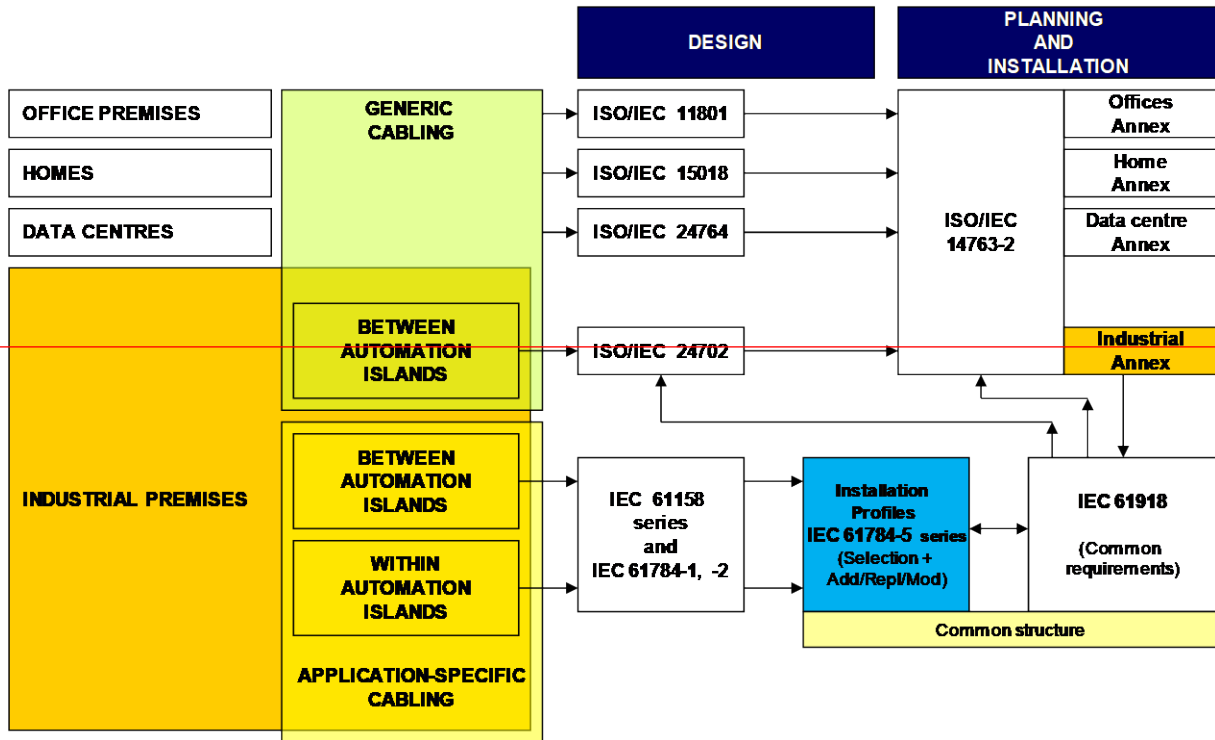 DESIGN
PLANNING
AND
INSTALLATION
OFFICE PREMISES
GENERIC
CABLING
ISO/IEC 11801
Offices
Annex
HOMES
ISO/IEC 15018
Home
Annex
DATA CENTRES
ISO/IEC 24764
ISO/IEC
14763-2
Data centre
Annex
BETWEEN
AUTOMATION
ISLANDS
ISO/IEC 24702
Industrial
Annex
INDUSTRIAL PREMISES
BETWEEN
AUTOMATION
ISLANDS
WITHIN
AUTOMATION
ISLANDS
APPLICATION-SPECIFIC
CABLING
IEC 61158
series
and
IEC 61784-1, -2
Installation
Profiles
IEC 61784-5 series
(Selection +
Add/Repl/Mod)
IEC 61918
(Common
requirements)
Common structure